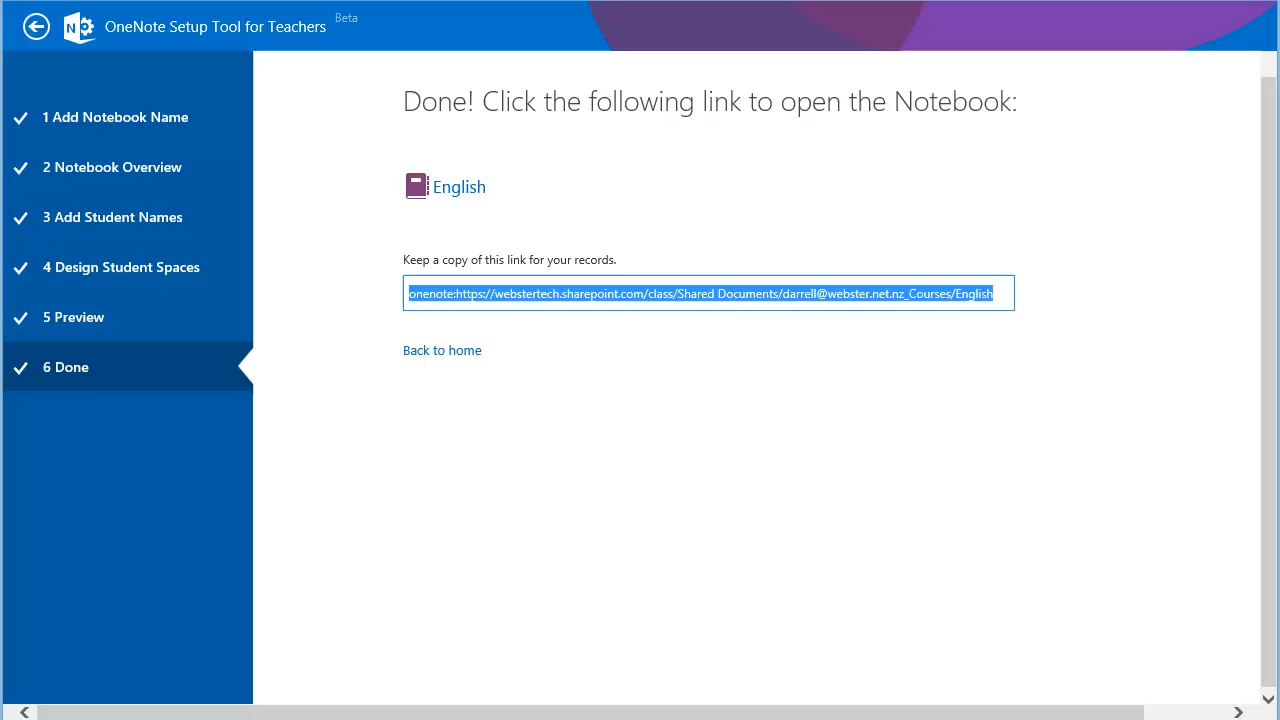 OneNote Setup Tool for Teachers Beta
1 Add Notebook Name
2 Notebook Overview
3 Add Student Names
4 Design Student Spaces
5 Preview
6 Done
Done! Click the following link to open the Notebook:
English
Keep a copy of this link for your records.
onenote:https://webstertech.sharepoint.com/class/Shared Documents/darrell@webster.net.nz_Courses/English
Back to home